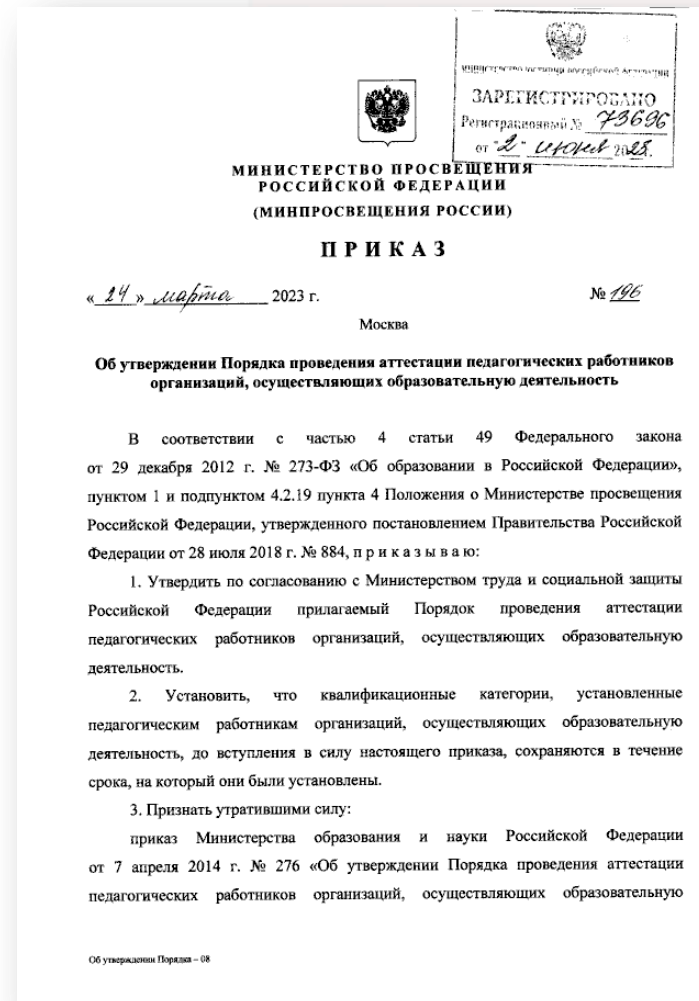 МИНИСТЕРСТВО ЮСТИЦИИ РОССИЙСКОЙ ФЕДЕРАЦИИ
ЗАРЕГИСТРИРОВАНО
Регистрационный № 73696
от "2" июня 2023.
МИНИСТЕРСТВО ПРОСВЕЩЕНИЯ
РОССИЙСКОЙ ФЕДЕРАЦИИ
(МИНПРОСВЕЩЕНИЯ РОССИИ)
ПРИКАЗ
« 24 » марта 2023 г.
№ 196
Москва
Об утверждении Порядка проведения аттестации педагогических работников
организаций, осуществляющих образовательную деятельность
В соответствии с частью 4 статьи 49 Федерального закона
от 29 декабря 2012 г. № 273-ФЗ «Об образовании в Российской Федерации»,
пунктом 1 и подпунктом 4.2.19 пункта 4 Положения о Министерстве просвещения
Российской Федерации, утвержденного постановлением Правительства Российской
Федерации от 28 июля 2018 г. № 884, п р и к а з ы в а ю:
1. Утвердить по согласованию с Министерством труда и социальной защиты
Российской Федерации прилагаемый Порядок проведения аттестации
педагогических работников организаций, осуществляющих образовательную
деятельность.
2. Установить, что квалификационные категории, установленные
педагогическим работникам организаций, осуществляющих образовательную
деятельность, до вступления в силу настоящего приказа, сохраняются в течение
срока, на который они были установлены.
3. Признать утратившими силу:
приказ Министерства образования и науки Российской Федерации
от 7 апреля 2014 г. № 276 «Об утверждении Порядка проведения аттестации
педагогических работников организаций, осуществляющих образовательную
Об утверждении Порядка – 08